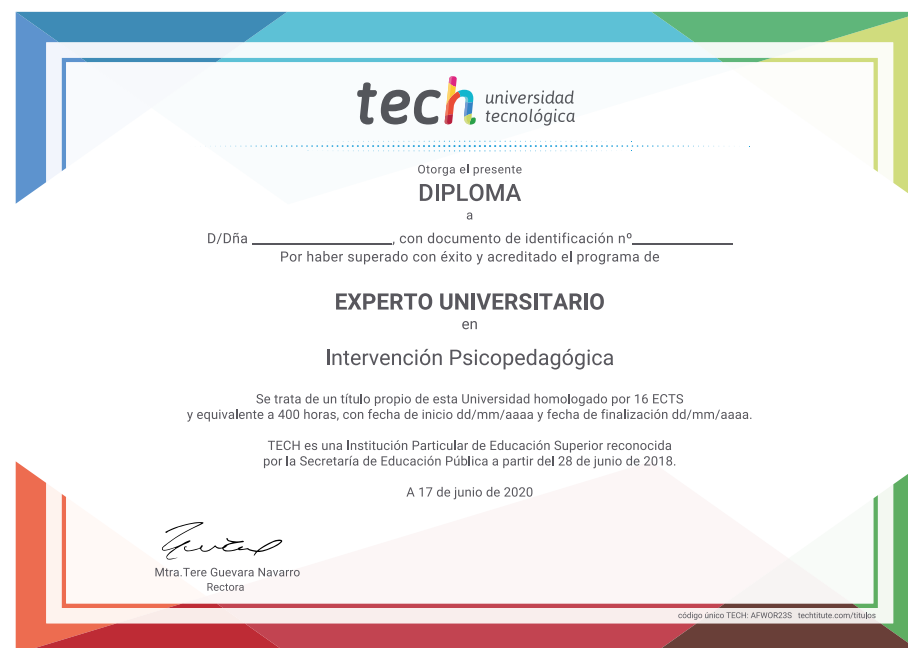 tech universidad
tecnológica
Otorga el presente
DIPLOMA
a
D/Dña ____________________, con documento de identificación nº______________
Por haber superado con éxito y acreditado el programa de
EXPERTO UNIVERSITARIO
en
Intervención Psicopedagógica
Se trata de un título propio de esta Universidad homologado por 16 ECTS
y equivalente a 400 horas, con fecha de inicio dd/mm/aaaa y fecha de finalización dd/mm/aaaa.
TECH es una Institución Particular de Educación Superior reconocida
por la Secretaría de Educación Pública a partir del 28 de junio de 2018.
A 17 de junio de 2020
Mtra.Tere Guevara Navarro
Rectora
código único TECH: AFWOR23S techtitute.com/titulos